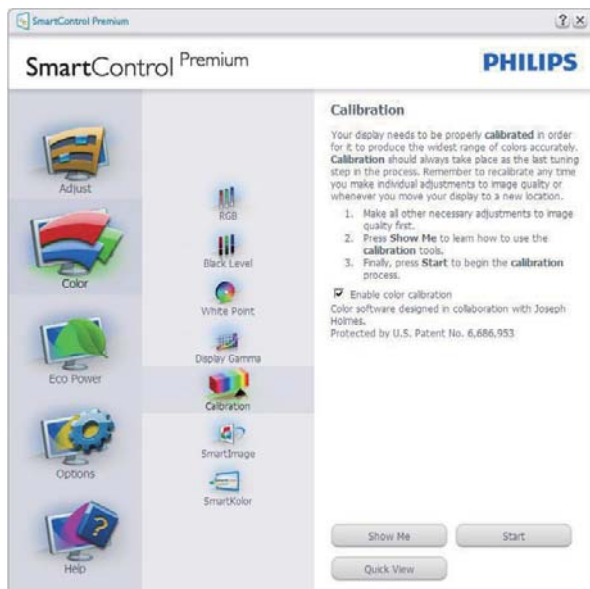 SmartControl Premium
SmartControl Premium
PHILIPS
Adjust
Color
Eco Power
Options
Help
RGB
Black Level
White Point
Display Gamma
Calibration
SmartImage
SmartKolor
Calibration
Your display needs to be properly calibrated in order
for it to produce the widest range of colors accurately.
Calibration should always take place as the last tuning
step in the process. Remember to recalibrate any time
you make individual adjustments to image quality or
whenever you move your display to a new location.
1. Make all other necessary adjustments to image
quality first.
2. Press Show Me to learn how to use the
calibration tools.
3. Finally, press Start to begin the calibration
process.
Enable color calibration
Color software designed in collaboration with Joseph
Holmes.
Protected by U.S. Patent No. 6,686,953
Show Me
Start
Quick View